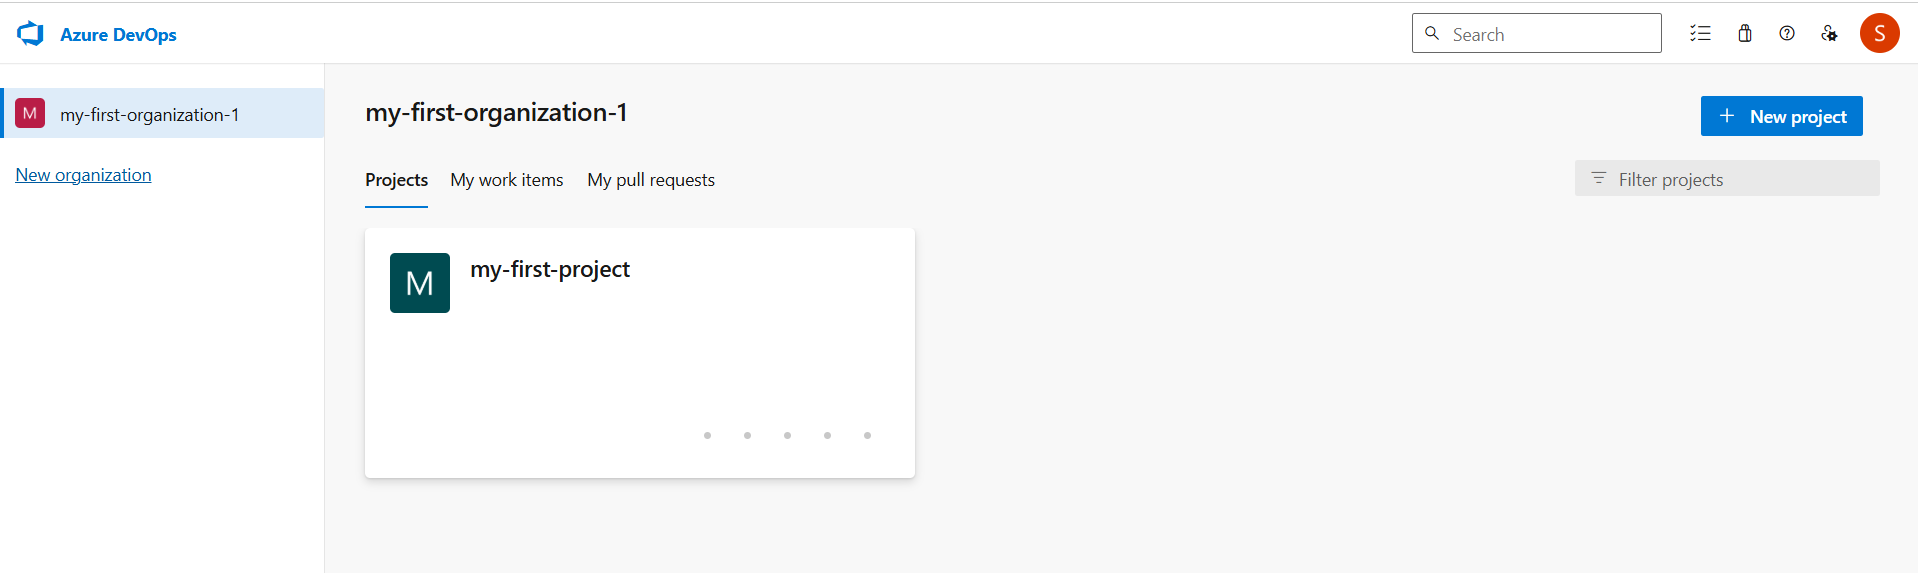 Azure DevOps
Search
S
M my-first-organization-1
New organization
my-first-organization-1
New project
Projects My work items My pull requests
Filter projects
M my-first-project